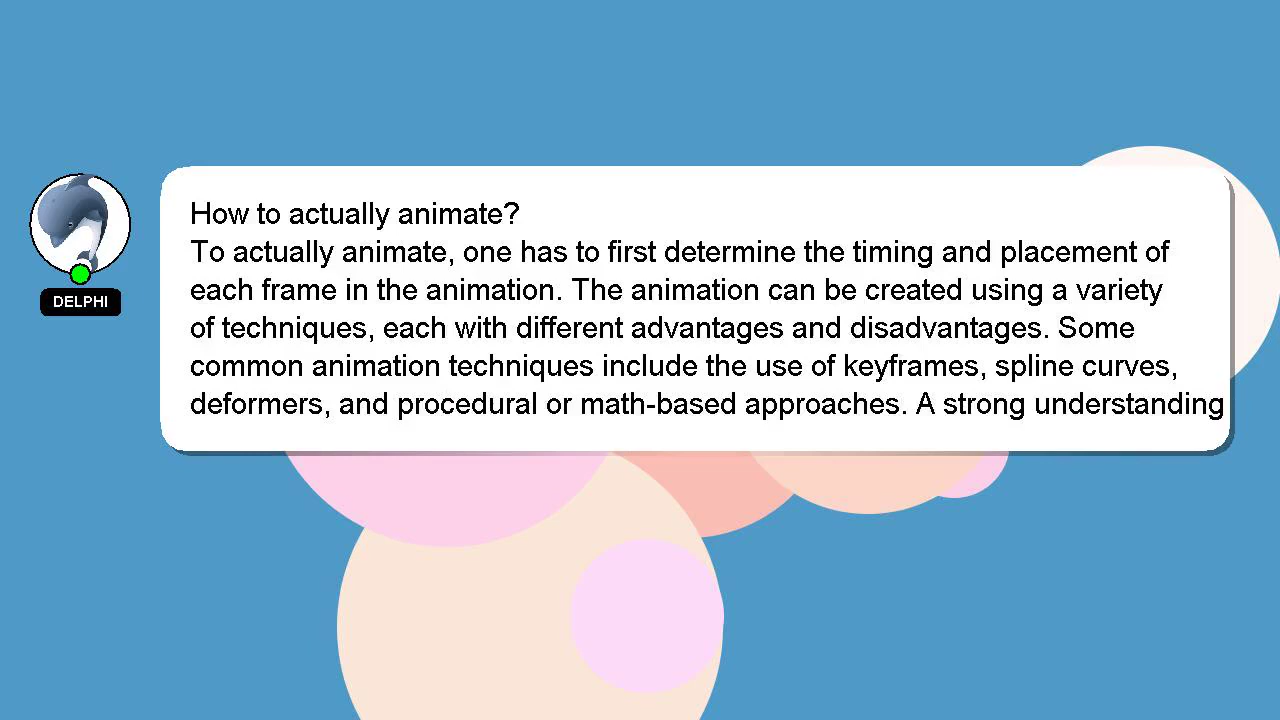 How to actually animate?
To actually animate, one has to first determine the timing and placement of
each frame in the animation. The animation can be created using a variety
of techniques, each with different advantages and disadvantages. Some
common animation techniques include the use of keyframes, spline curves,
deformers, and procedural or math-based approaches. A strong understanding
DELPHI